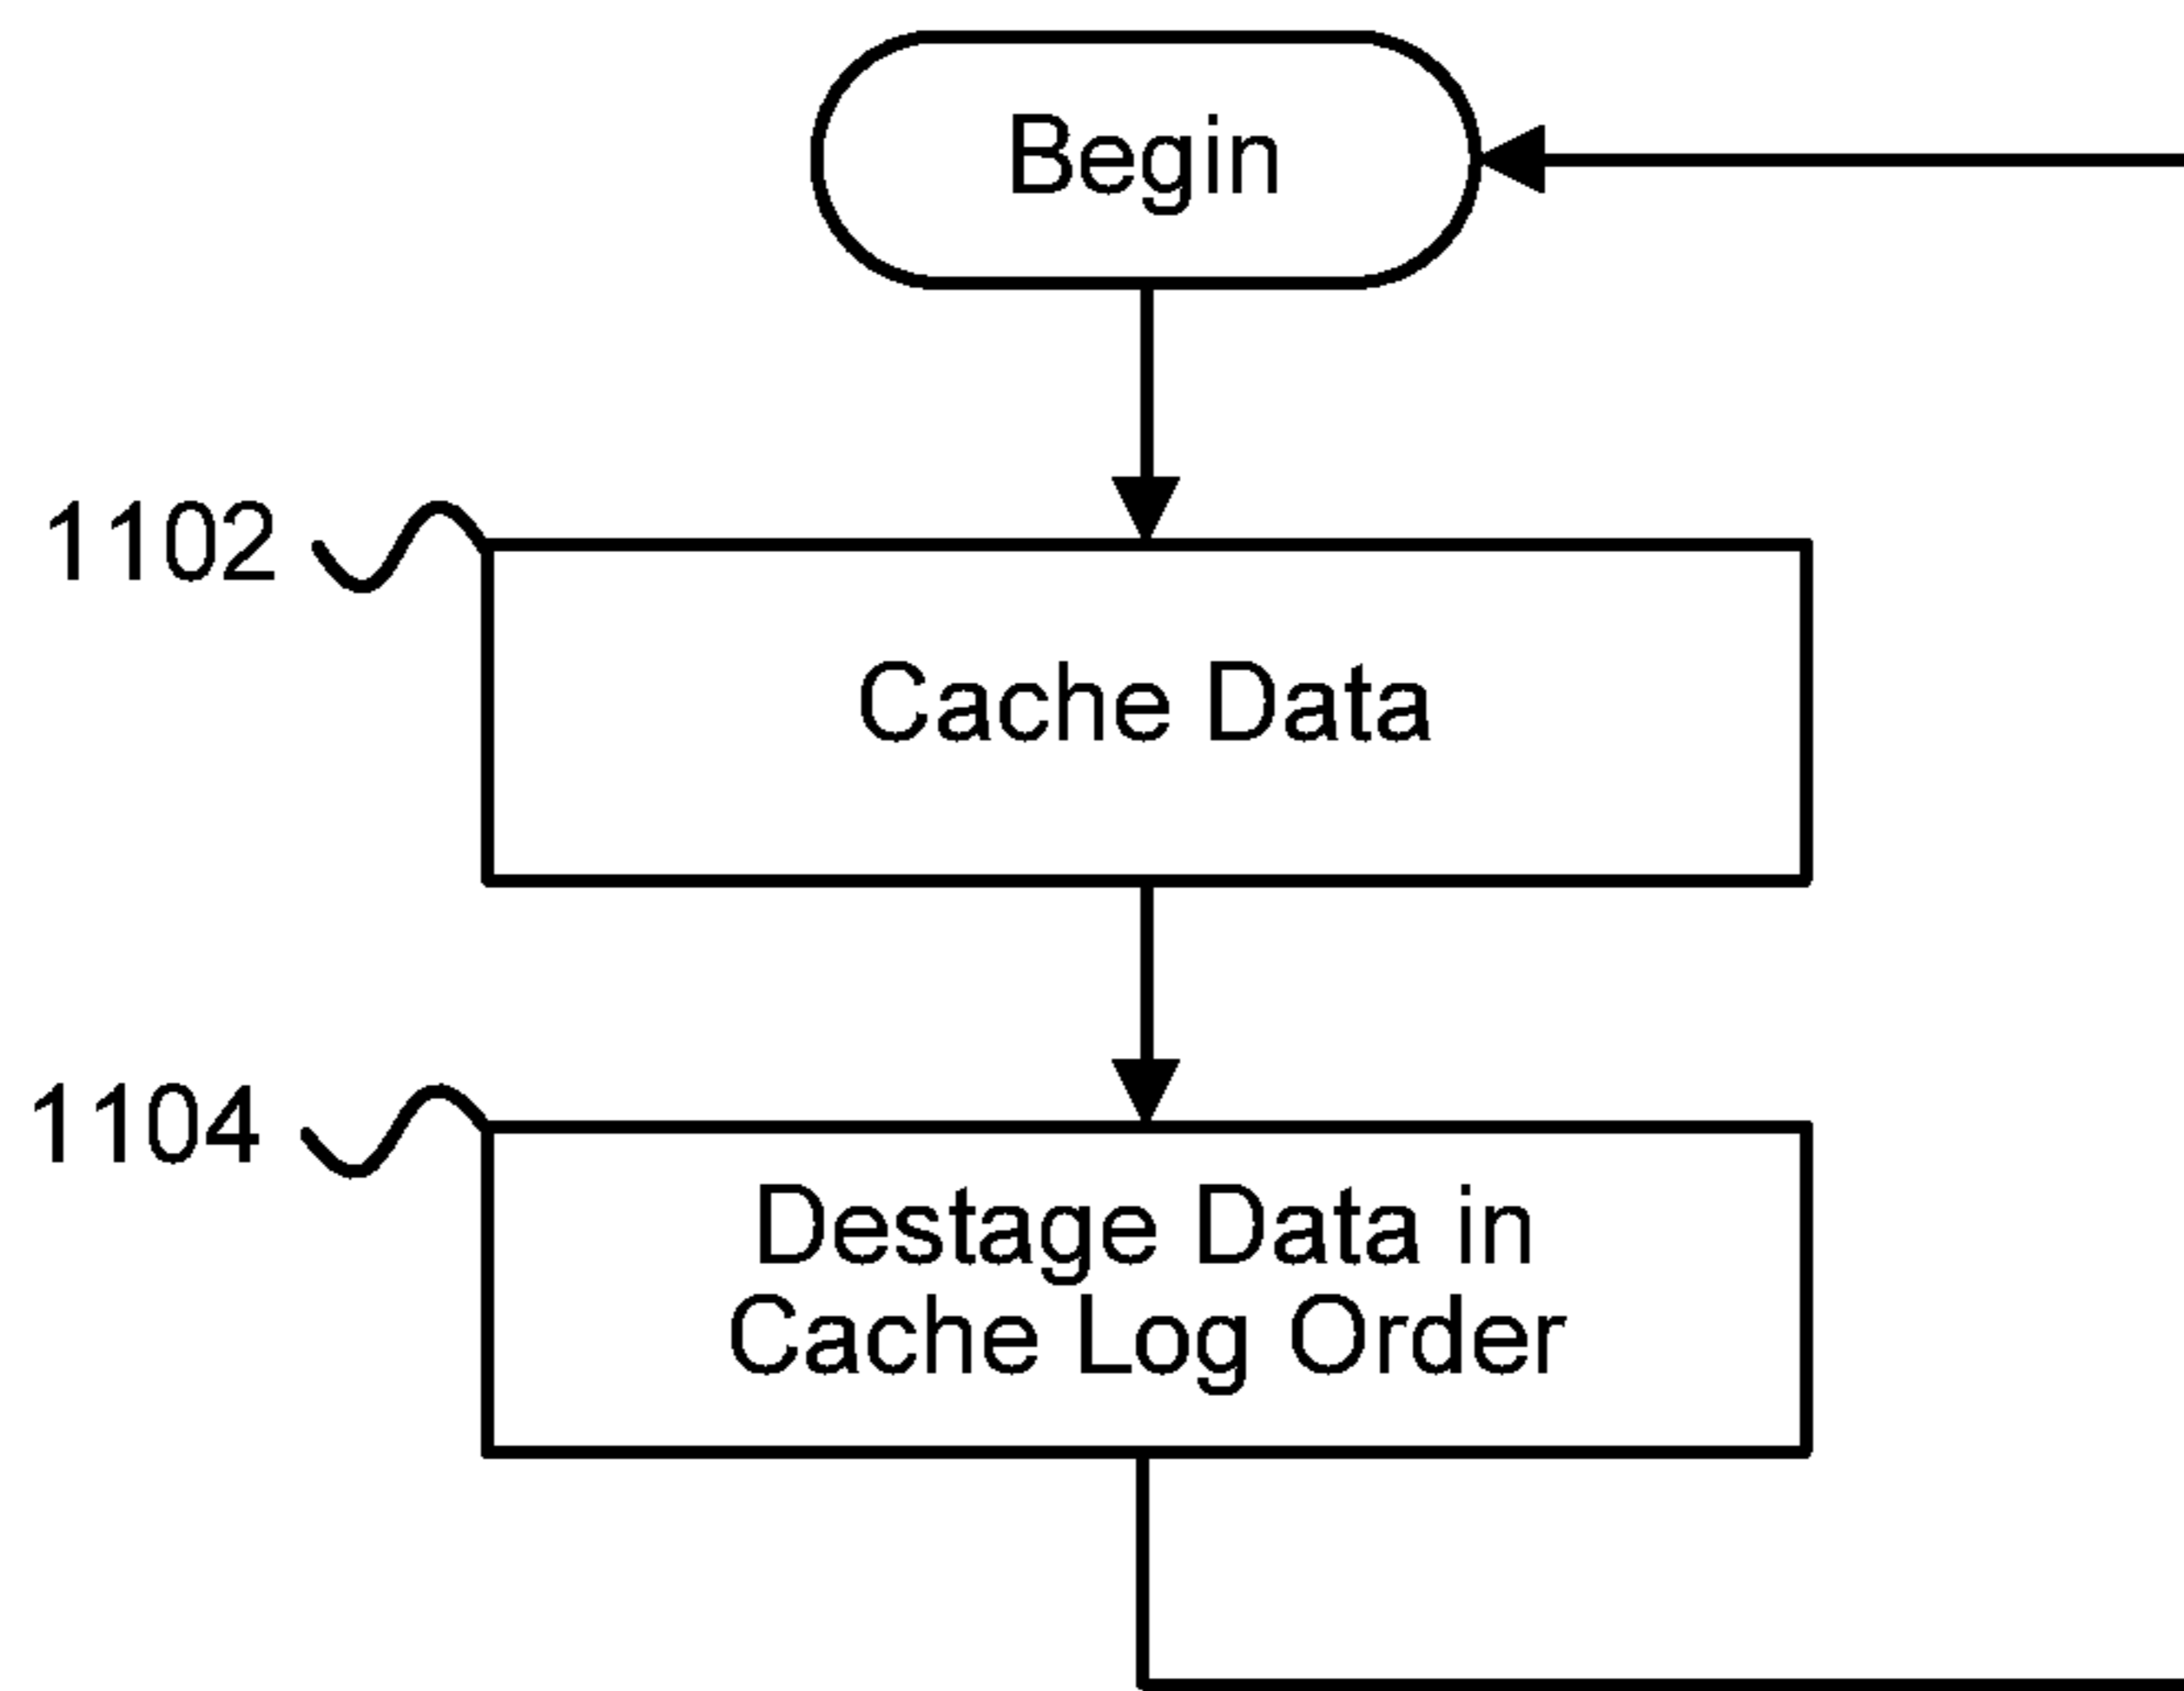 Begin
1102
Cache Data
1104
Destage Data in
Cache Log Order